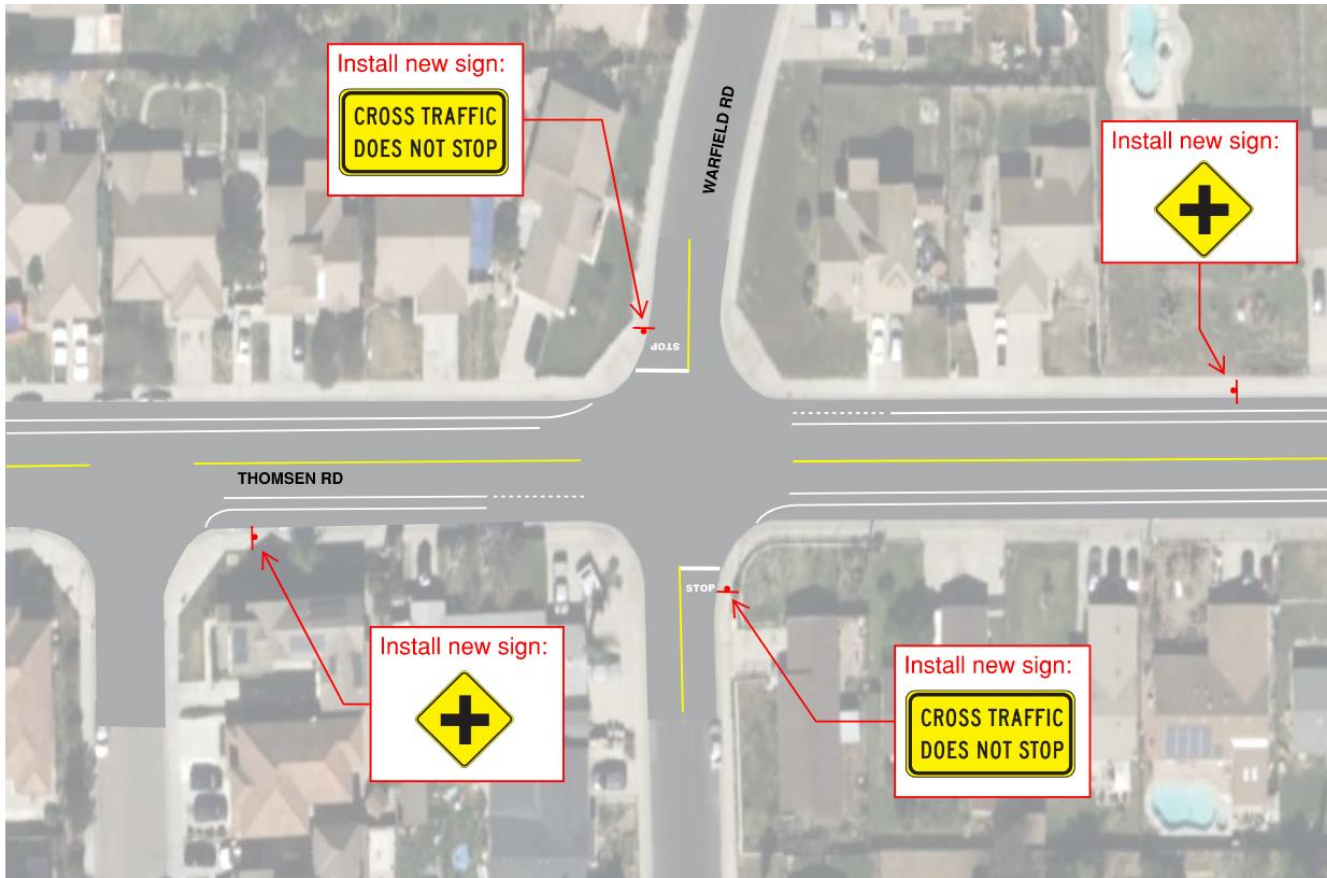 Install new sign:
CROSS TRAFFIC
DOES NOT STOP
WARFIELD RD
Install new sign:
STOP
THOMSEN RD
STOP
Install new sign:
Install new sign:
CROSS TRAFFIC
DOES NOT STOP